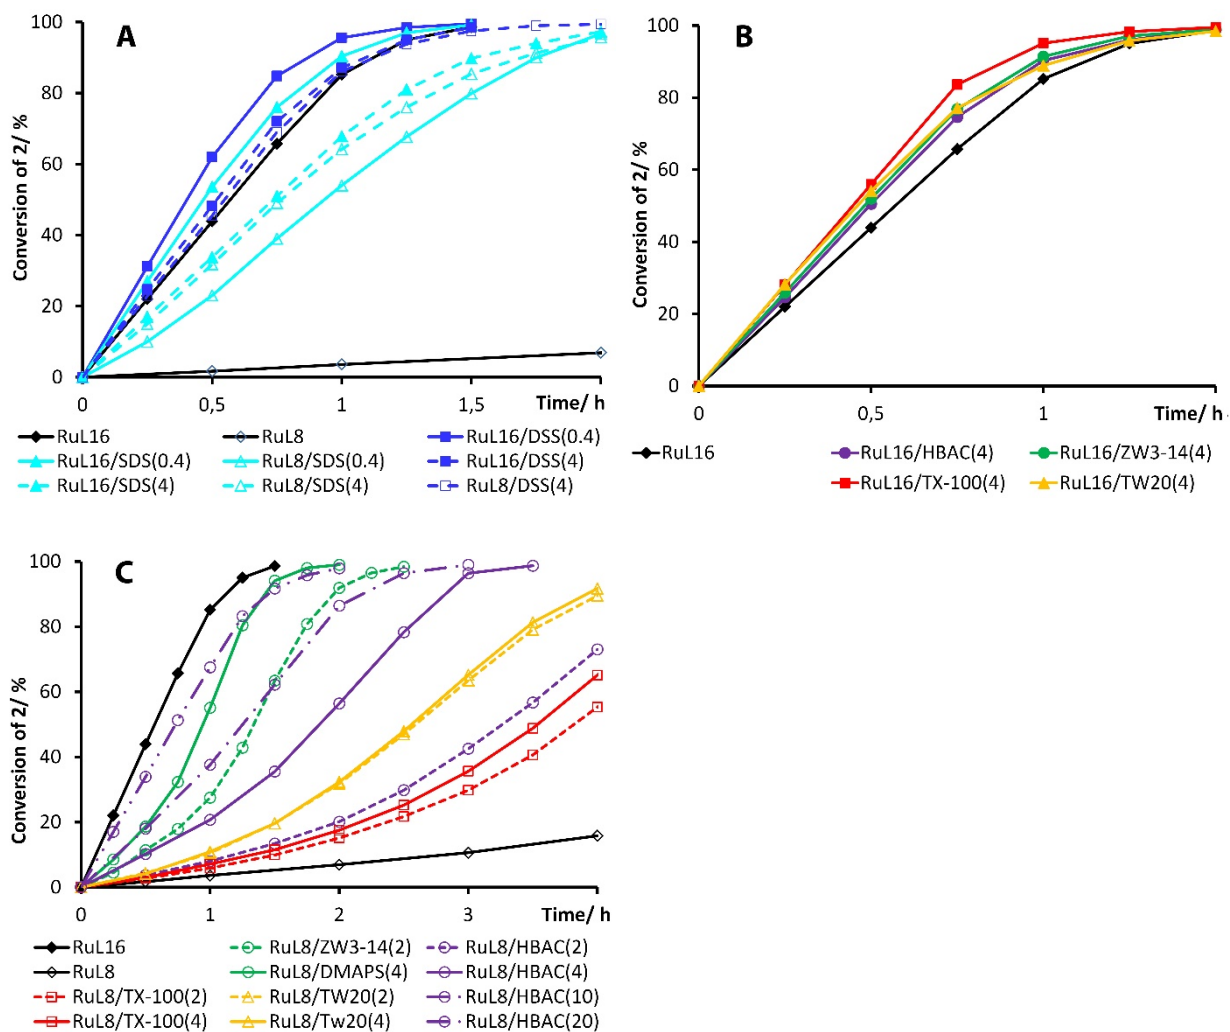 A
Conversion of 2/ %
100
80
60
40
20
0
0 0,5 1 1,5 Time/ h
RuL16 RuL8 RuL16/DSS(0.4)
RuL16/SDS(0.4) RuL8/SDS(0.4) RuL16/DSS(4)
RuL16/SDS(4) RuL8/SDS(4) RuL8/DSS(4)
B
Conversion of 2/ %
100
80
60
40
20
0
0 0,5 1 Time/ h
RuL16 RuL16/HBAC(4) RuL16/ZW3-14(4)
RuL16/TX-100(4) RuL16/TW20(4)
C
Conversion of 2/ %
100
80
60
40
20
0
0 1 2 3 Time/ h
RuL16 RuL8/ZW3-14(2) RuL8/HBAC(2)
RuL8 RuL8/DMAPS(4) RuL8/HBAC(4)
RuL8/TX-100(2) RuL8/TW20(2) RuL8/HBAC(10)
RuL8/TX-100(4) RuL8/Tw20(4) RuL8/HBAC(20)